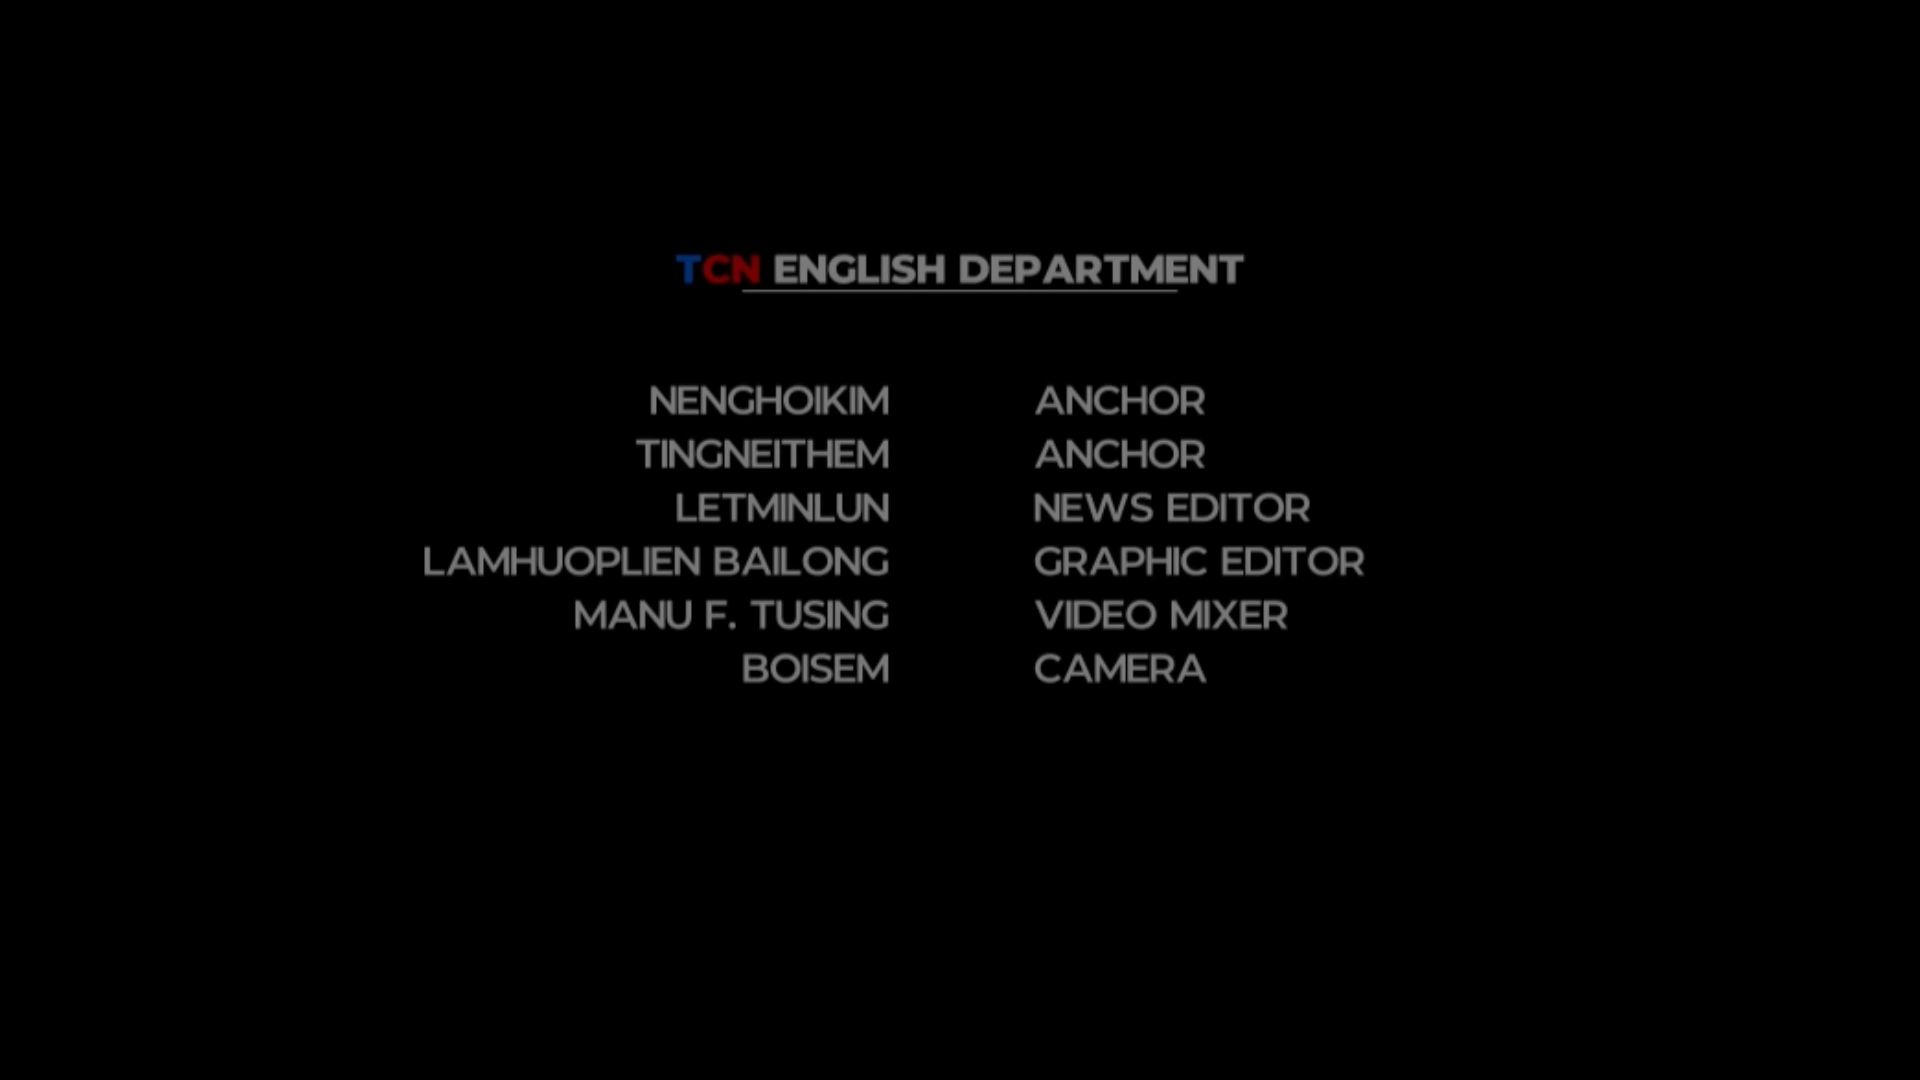 TCN ENGLISH DEPARTMENT
NENGHOIKIM ANCHOR
TINGNEITHEM ANCHOR
LETMINLUN NEWS EDITOR
LAMHUOPLIEN BAILONG GRAPHIC EDITOR
MANU F. TUSING VIDEO MIXER
BOISEM CAMERA